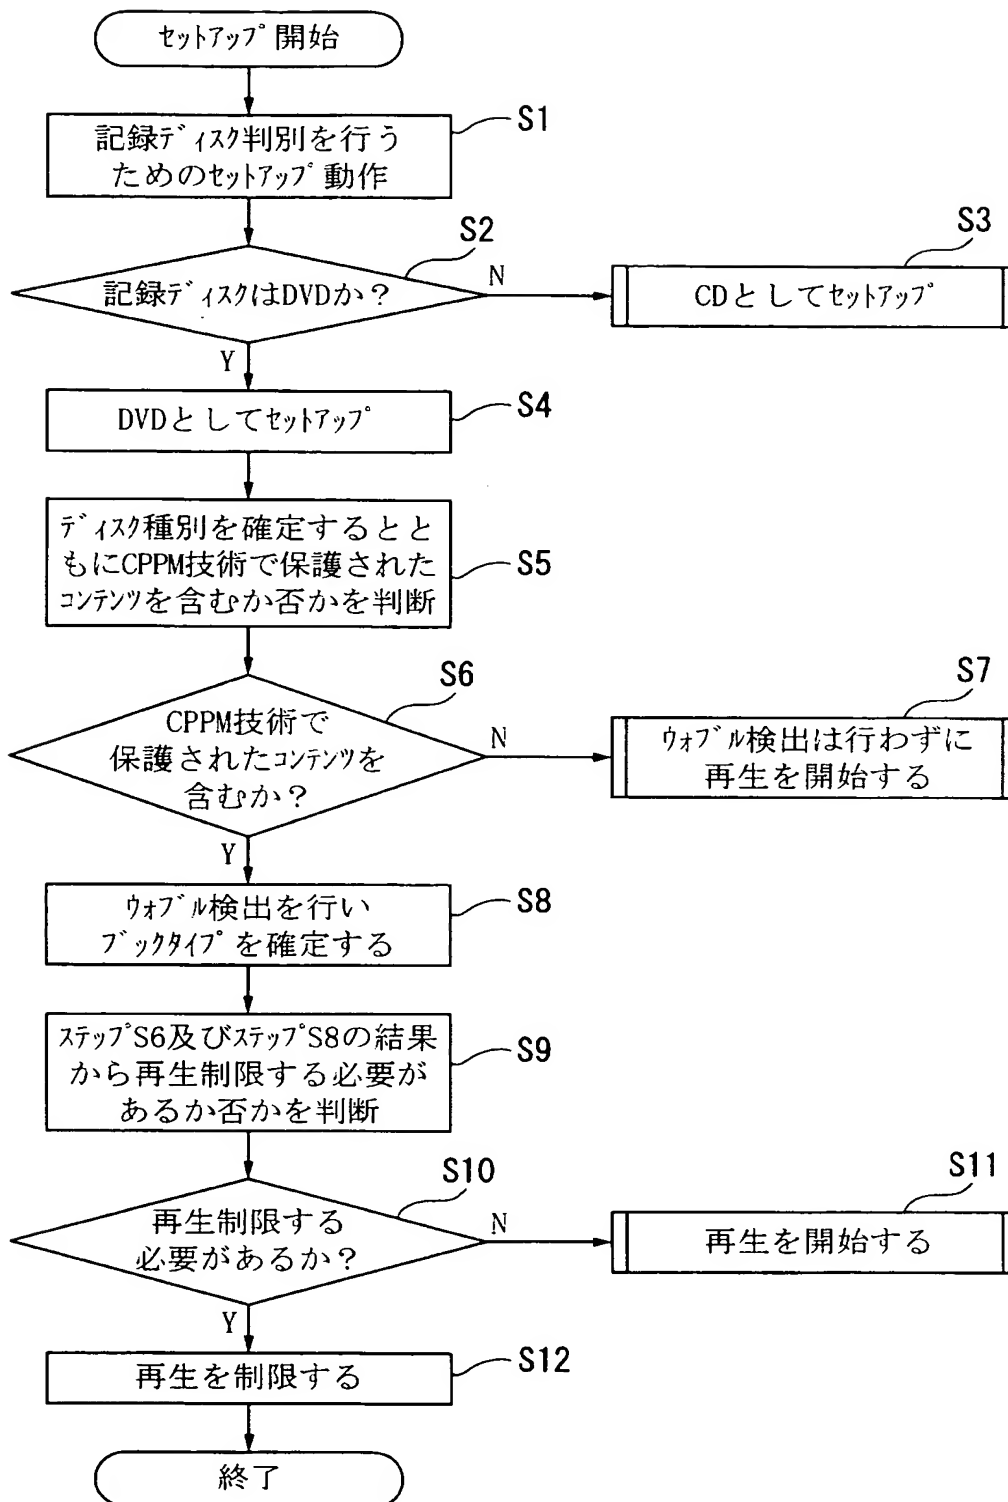 セットアップ開始
S1
記録ディスク判別を行う
ためのセットアップ動作
S2
記録ディスクはDVDか？
N
Y
S3
CDとしてセットアップ
S4
DVDとしてセットアップ
S5
ディスク種別を確定するとと
もにCPPM技術で保護された
コンテンツを含むか否かを判断
S6
CPPM技術で
保護されたコンテンツを
含むか？
N
Y
S7
ウォブル検出は行わずに
再生を開始する
S8
ウォブル検出を行い
ブックタイプを確定する
S9
ステップS6及びステップS8の結果
から再生制限する必要が
あるか否かを判断
S10
再生制限する
必要があるか？
N
Y
S11
再生を開始する
S12
再生を制限する
終了